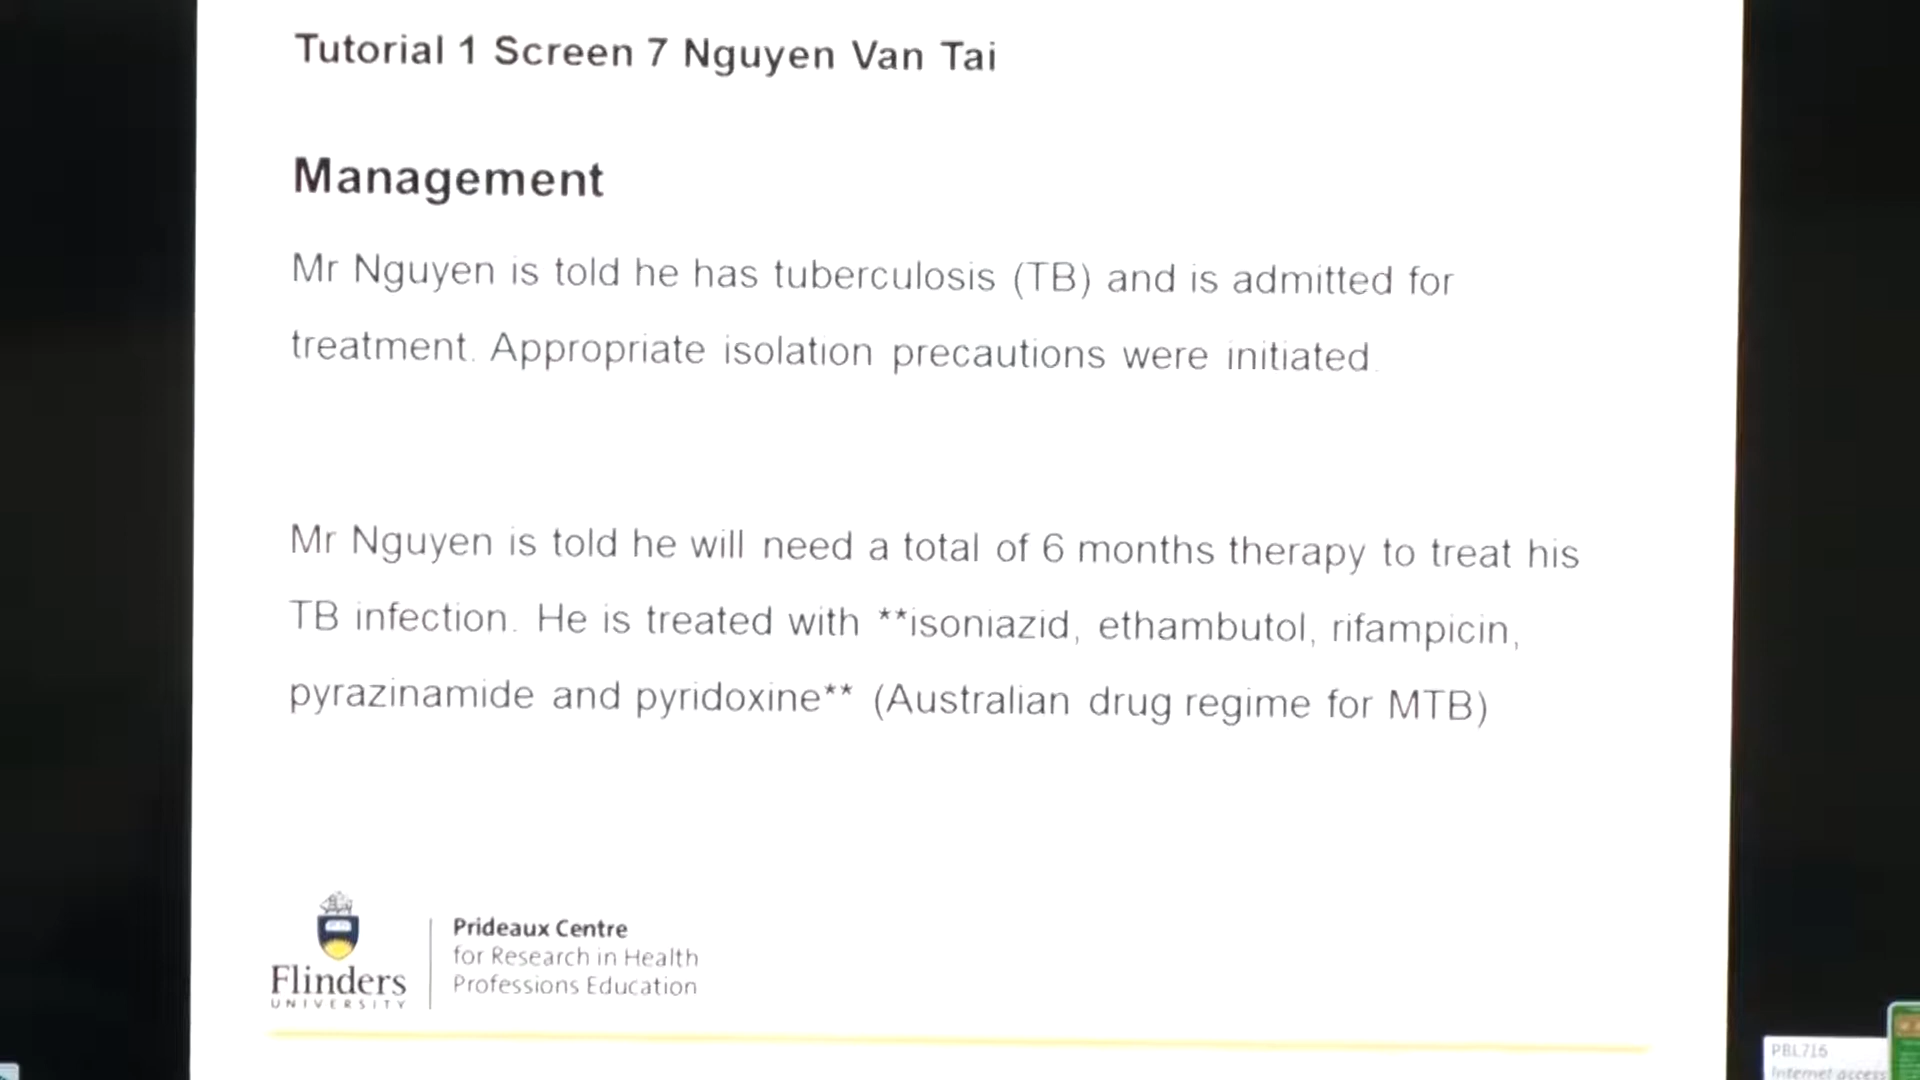 Tutorial 1 Screen 7 Nguyen Van Tai
Management
Mr Nguyen is told he has tuberculosis (TB) and is admitted for
treatment. Appropriate isolation precautions were initiated.
Mr Nguyen is told he will need a total of 6 months therapy to treat his
TB infection. He is treated with **isoniazid, ethambutol, rifampicin,
pyrazinamide and pyridoxine** (Australian drug regime for MTB)
Flinders
UNIVERSITY
Prideaux Centre
for Research in Health
Professions Education
PBL716
Internet access